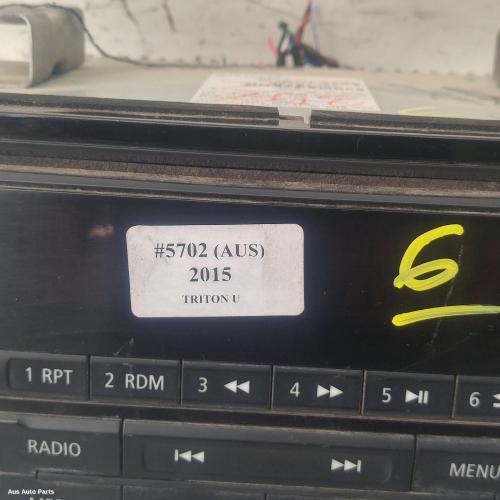 #5702 (AUS)
2015
TRITON U
6
1 RPT
2 RDM
3
4
5
6
RADIO
MENU
Aus Auto Parts